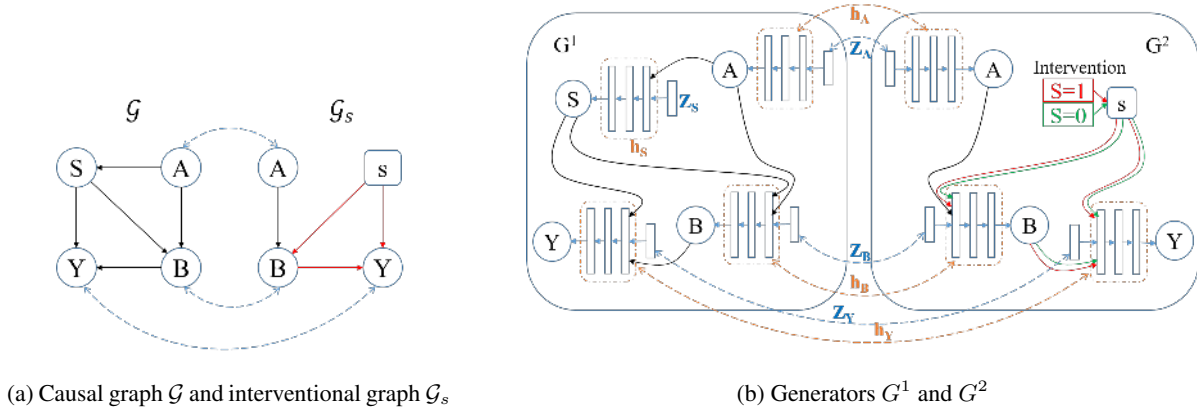 𝒢
𝒢ₛ
S
A
A
s
Y
B
B
Y
(a) Causal graph 𝒢 and interventional graph 𝒢ₛ
G¹
h_A
G²
Z_A
A
A
Intervention
S=1
S=0
s
S
Z_S
h_S
Y
B
B
Y
Z_B
h_B
Z_Y
h_Y
(b) Generators G¹ and G²